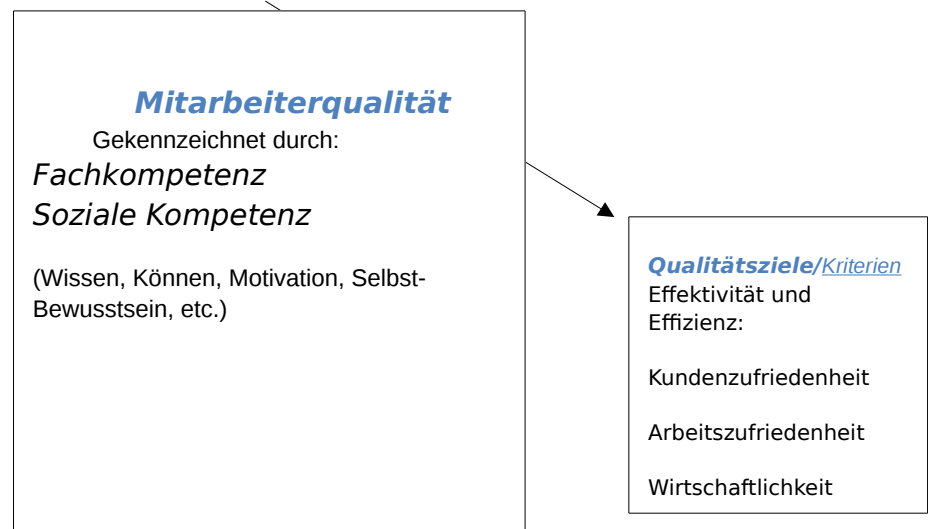 Mitarbeiterqualität
Gekennzeichnet durch:
Fachkompetenz
Soziale Kompetenz
(Wissen, Können, Motivation, Selbst-
Bewusstsein, etc.)
Qualitätsziele/Kriterien
Effektivität und
Effizienz:
Kundenzufriedenheit
Arbeitszufriedenheit
Wirtschaftlichkeit